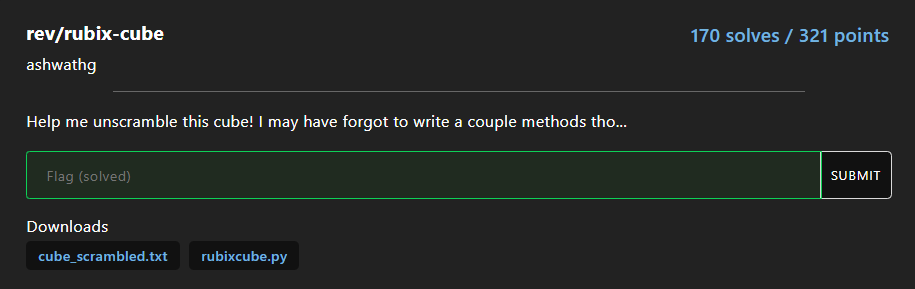 rev/rubix-cube
170 solves / 321 points
ashwathg
Help me unscramble this cube! I may have forgot to write a couple methods tho...
Flag (solved)
SUBMIT
Downloads
cube_scrambled.txt
rubixcube.py